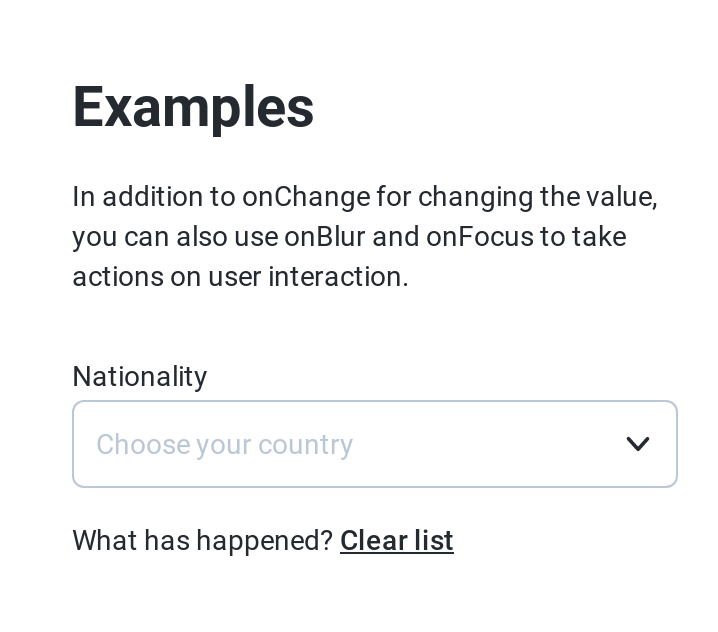 Examples
In addition to onChange for changing the value,
you can also use onBlur and onFocus to take
actions on user interaction.
Nationality
Choose your country
What has happened? Clear list